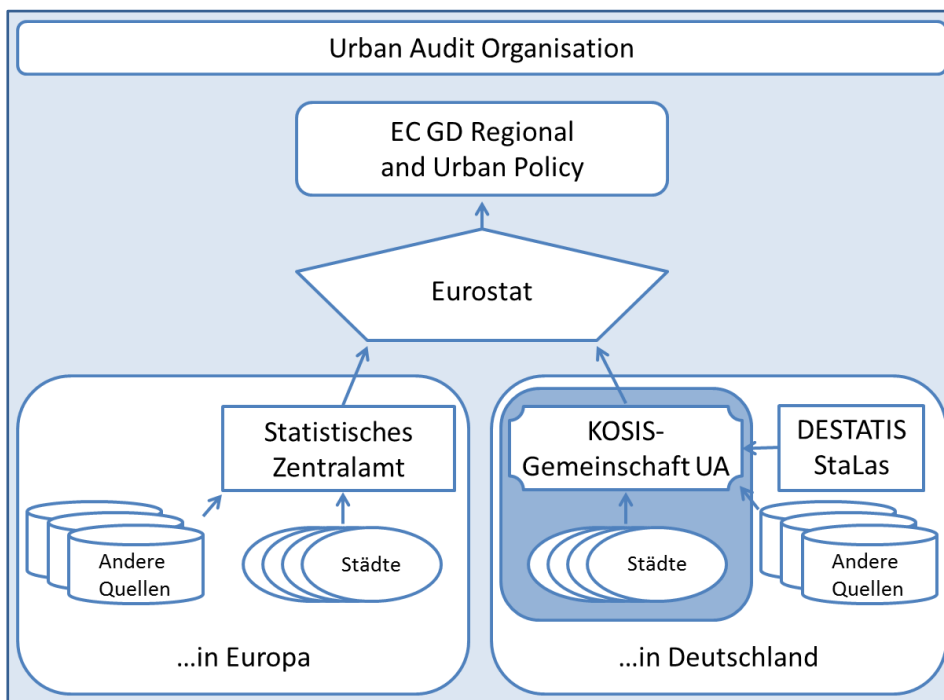 Urban Audit Organisation
EC GD Regional
and Urban Policy
Eurostat
Statistisches
Zentralamt
Andere
Quellen
Städte
...in Europa
KOSIS-
Gemeinschaft UA
DESTATIS
StaLas
Städte
Andere
Quellen
...in Deutschland